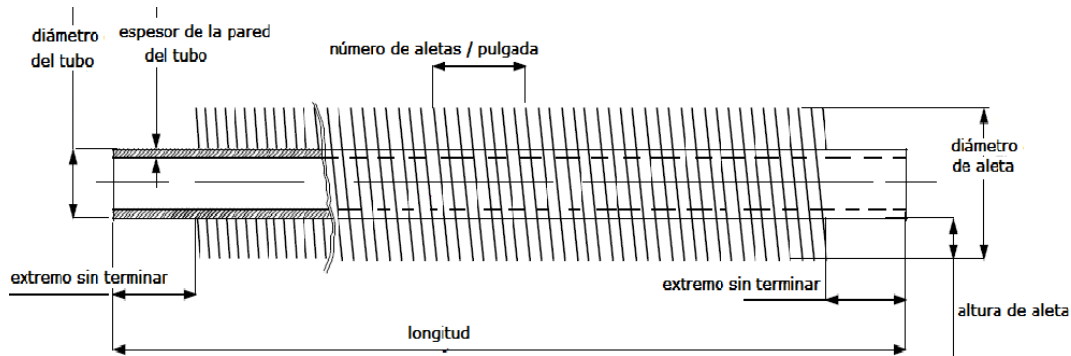 diámetro
del tubo
espesor de la pared
del tubo
número de aletas / pulgada
diámetro
de aleta
extremo sin terminar
extremo sin terminar
altura de aleta
longitud